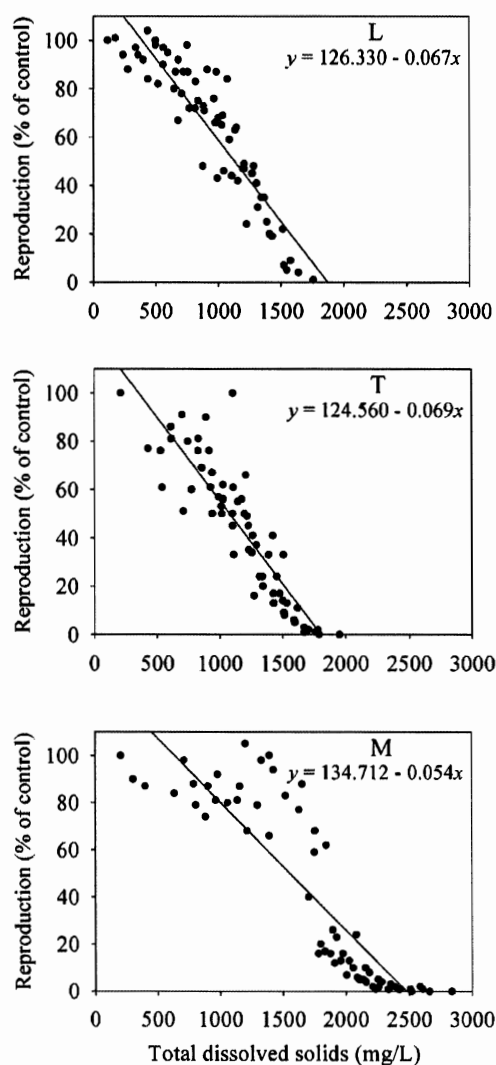 L
y = 126.330 - 0.067x
Reproduction (% of control)
100
80
60
40
20
0
0 500 1000 1500 2000 2500 3000
T
y = 124.560 - 0.069x
Reproduction (% of control)
100
80
60
40
20
0
0 500 1000 1500 2000 2500 3000
M
y = 134.712 - 0.054x
Reproduction (% of control)
100
80
60
40
20
0
0 500 1000 1500 2000 2500 3000
Total dissolved solids (mg/L)